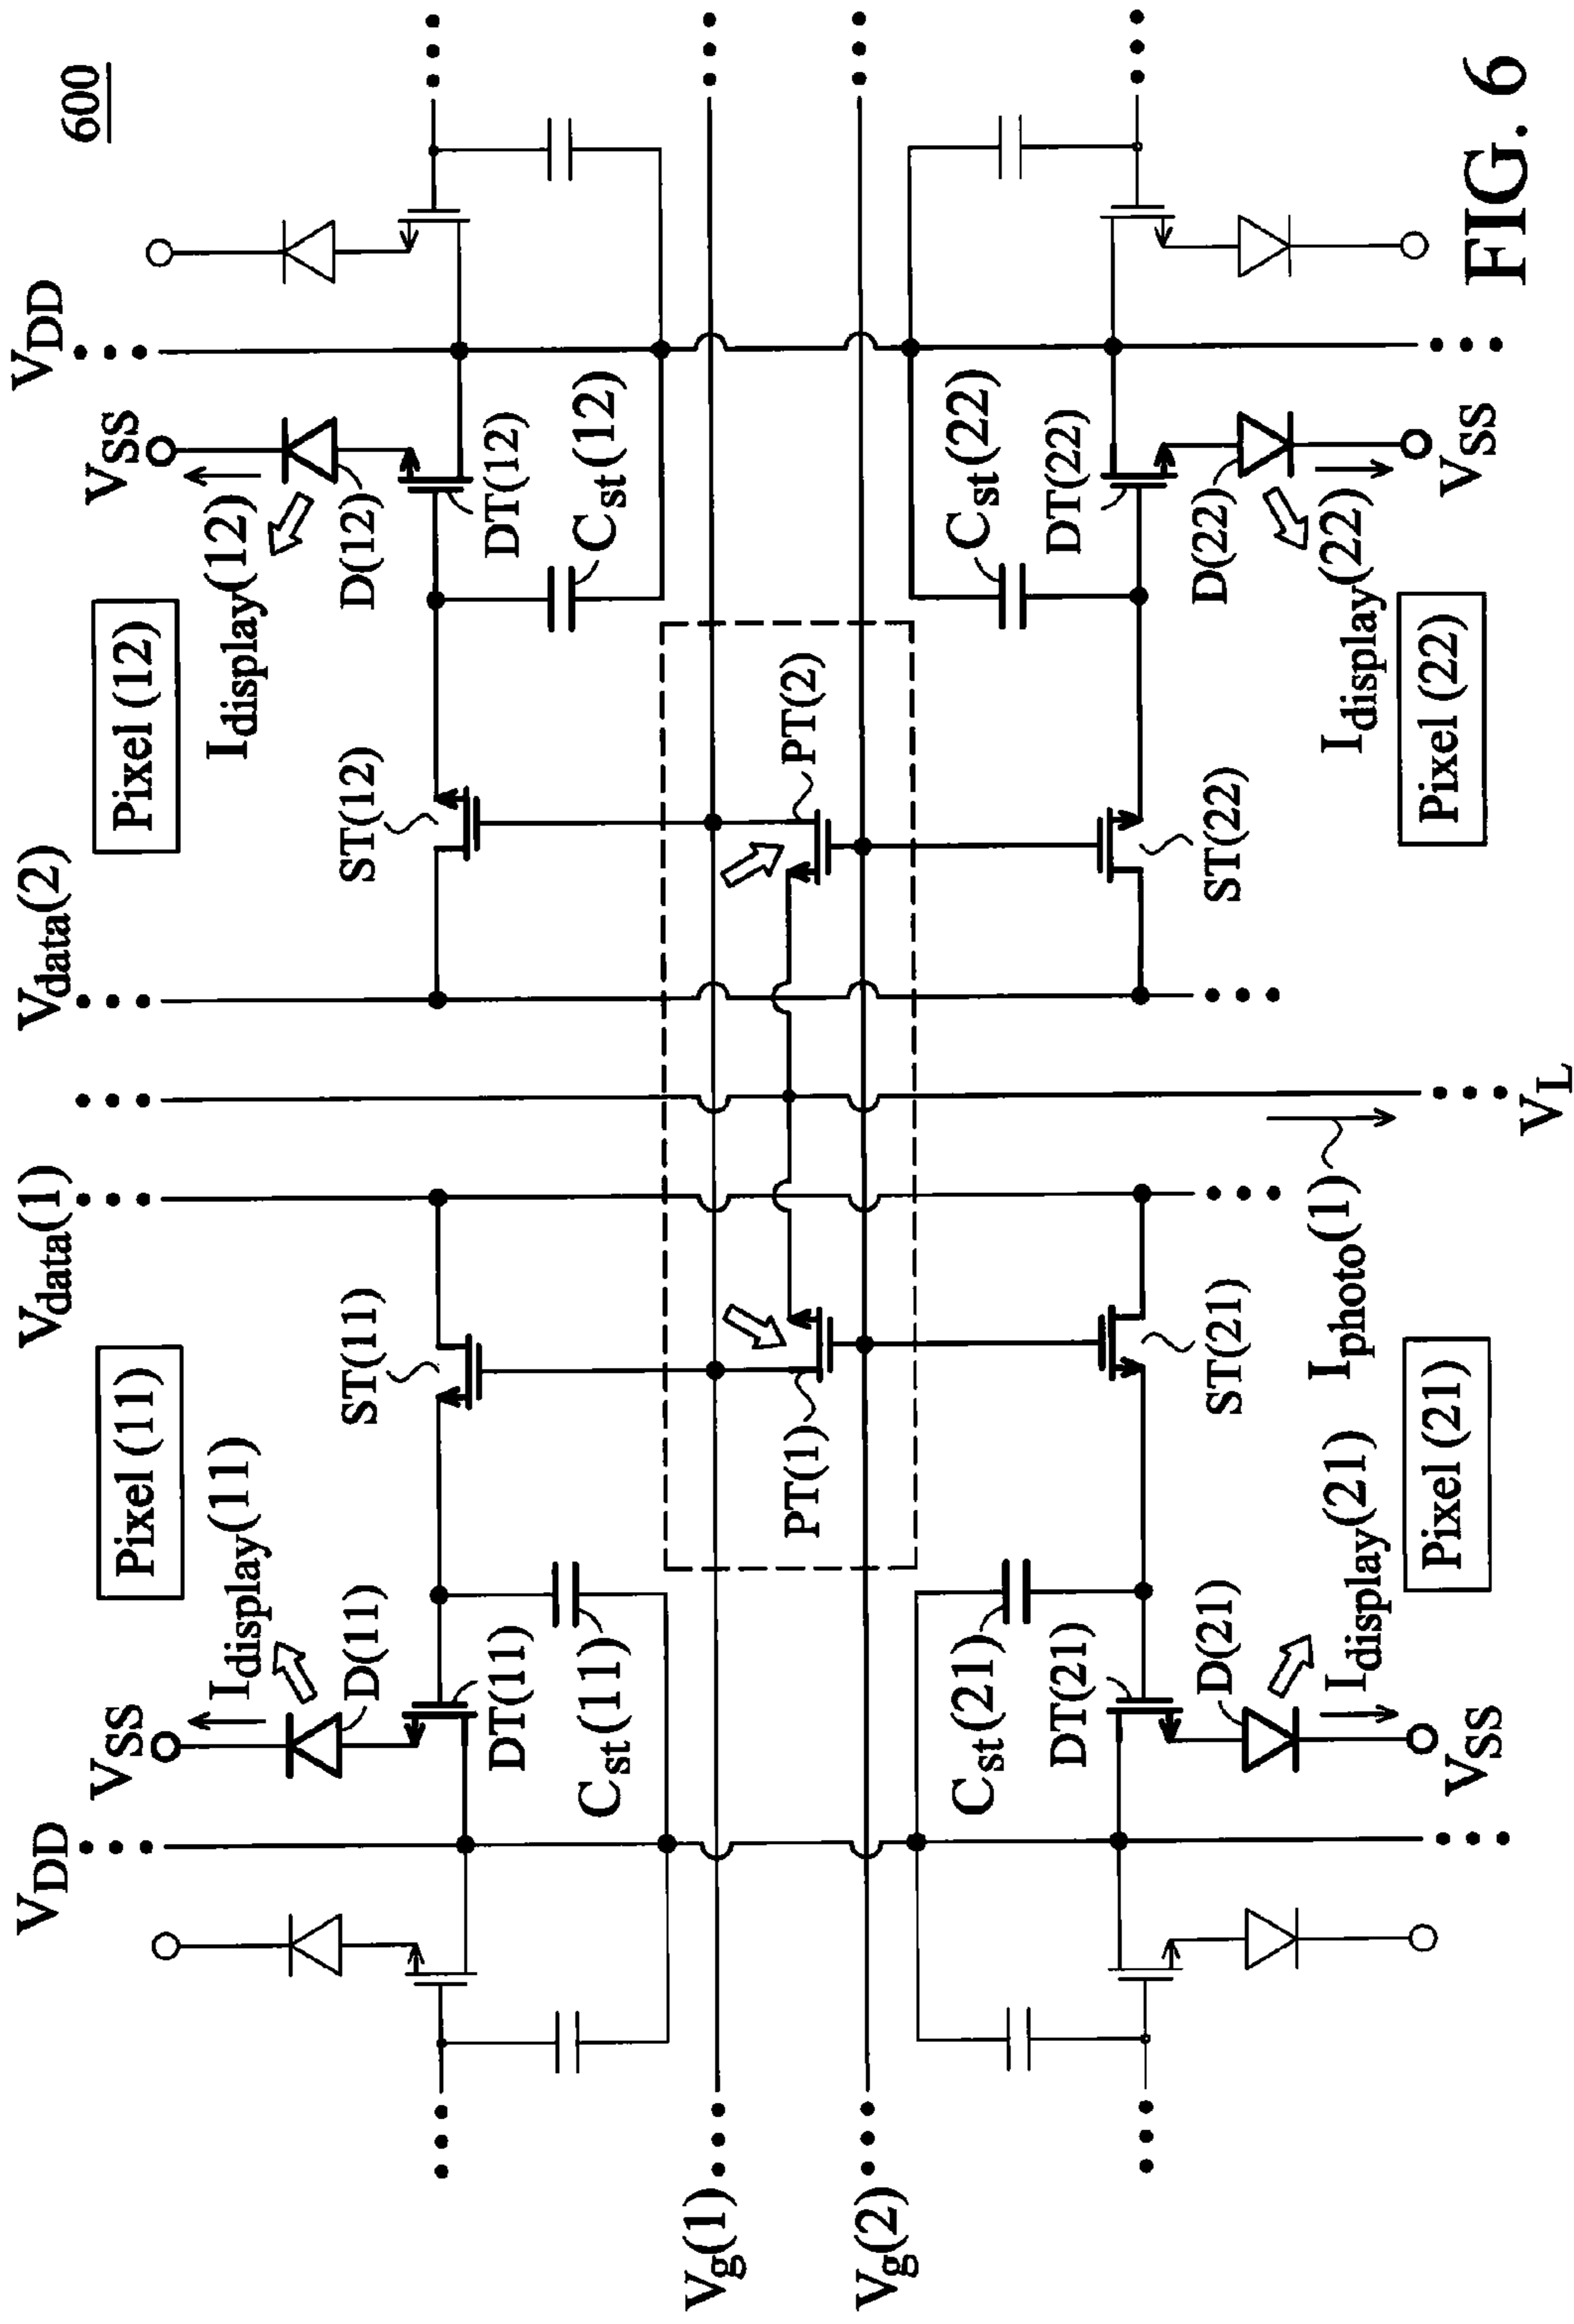 600
VDD
VDD
Vdata(1)
Vdata(2)
VSS
VSS
Pixel (11)
Pixel (12)
Idisplay(11)
Idisplay(12)
D(11)
D(12)
ST(11)
ST(12)
DT(11)
DT(12)
Cst(11)
Cst(12)
Vg(1)
PT(1)
PT(2)
Vg(2)
Cst(21)
Cst(22)
DT(21)
DT(22)
ST(21)
ST(22)
D(21)
D(22)
Idisplay(21)
Iphoto(1)
Idisplay(22)
Pixel (21)
Pixel (22)
VSS
VSS
VL
FIG. 6